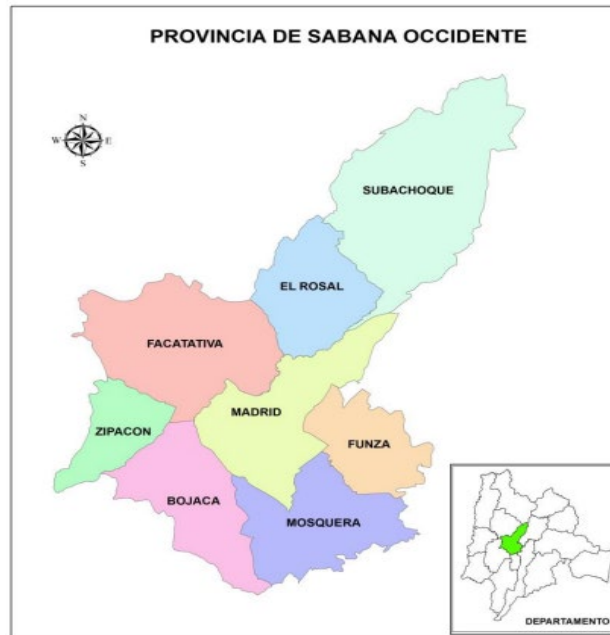 PROVINCIA DE SABANA OCCIDENTE
N
W E
S
SUBACHOQUE
EL ROSAL
FACATATIVA
MADRID
ZIPACON
FUNZA
BOJACA
MOSQUERA
DEPARTAMENTO